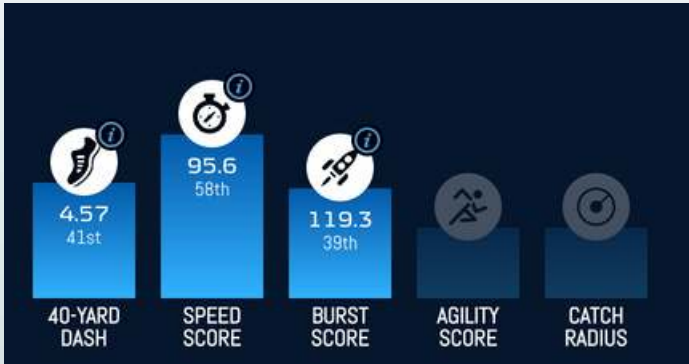 i
i
i
4.57
41st
95.6
58th
119.3
39th
40-YARD
DASH
SPEED
SCORE
BURST
SCORE
AGILITY
SCORE
CATCH
RADIUS